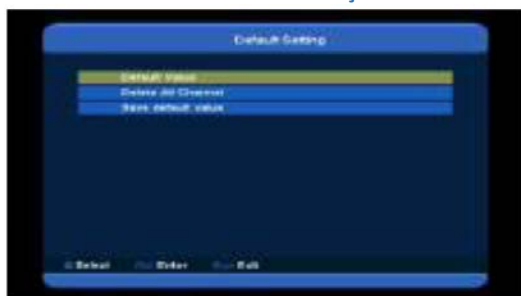 Default Setting
Default Value
Delete All Channel
Save default value
Select Enter Exit